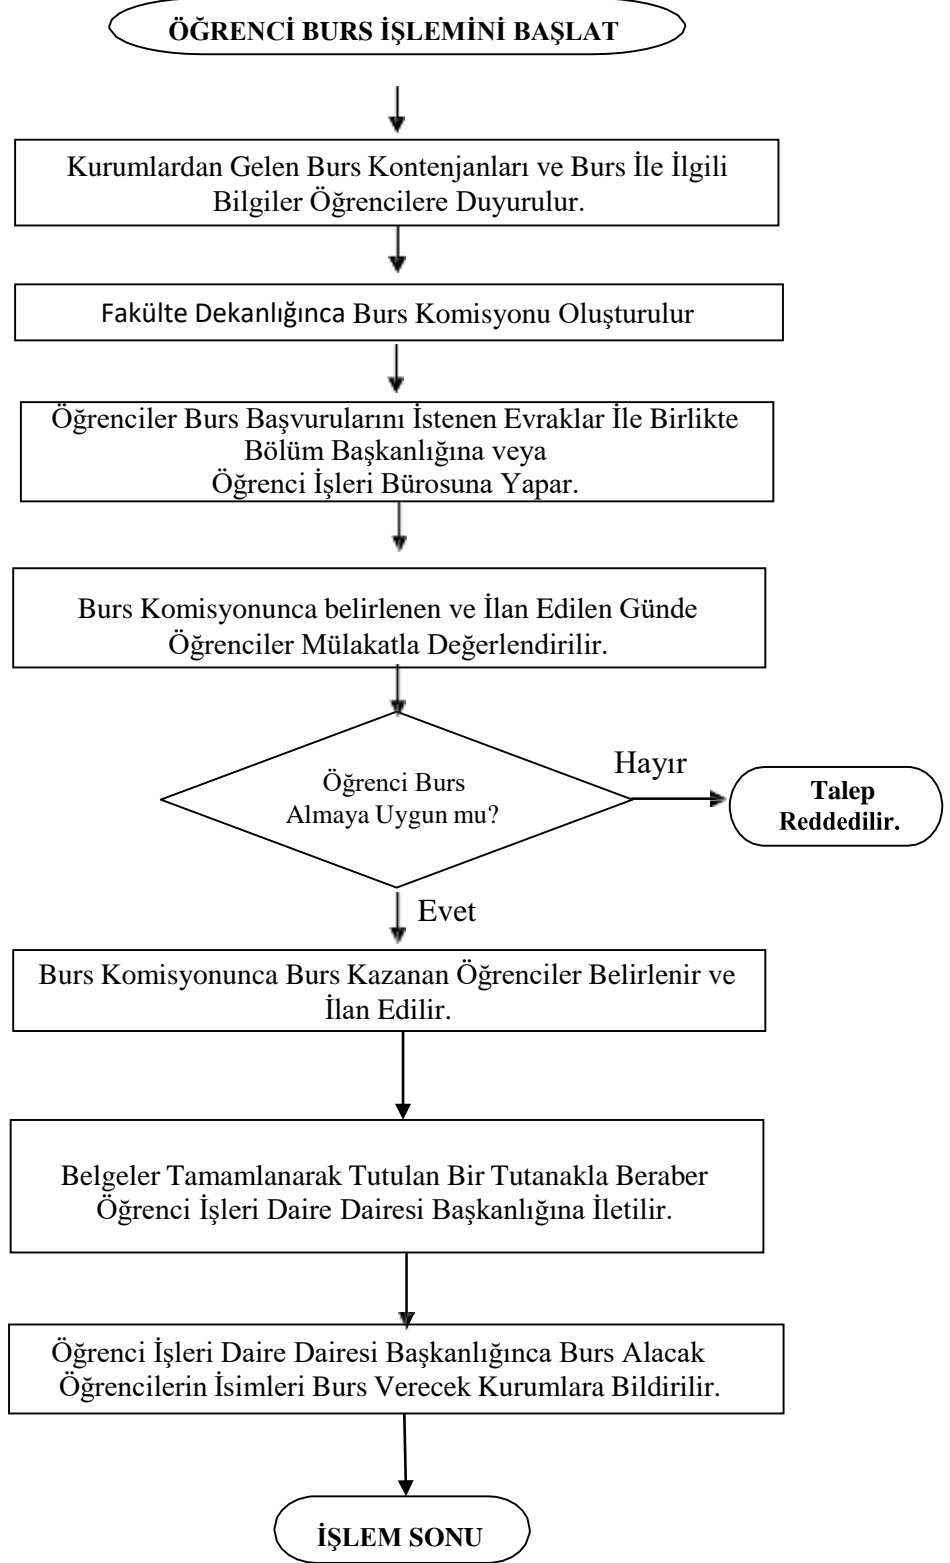 ÖĞRENCİ BURS İŞLEMİNİ BAŞLAT
Kurumlardan Gelen Burs Kontenjanları ve Burs İle İlgili
Bilgiler Öğrencilere Duyurulur.
Fakülte Dekanlığınca Burs Komisyonu Oluşturulur
Öğrenciler Burs Başvurularını İstenen Evraklar İle Birlikte
Bölüm Başkanlığına veya
Öğrenci İşleri Bürosuna Yapar.
Burs Komisyonunca belirlenen ve İlan Edilen Günde
Öğrenciler Mülakatla Değerlendirilir.
Öğrenci Burs
Almaya Uygun mu?
Hayır
Talep
Reddedilir.
Evet
Burs Komisyonunca Burs Kazanan Öğrenciler Belirlenir ve
İlan Edilir.
Belgeler Tamamlanarak Tutulan Bir Tutanakla Beraber
Öğrenci İşleri Daire Dairesi Başkanlığına İletilir.
Öğrenci İşleri Daire Dairesi Başkanlığınca Burs Alacak
Öğrencilerin İsimleri Burs Verecek Kurumlara Bildirilir.
İŞLEM SONU